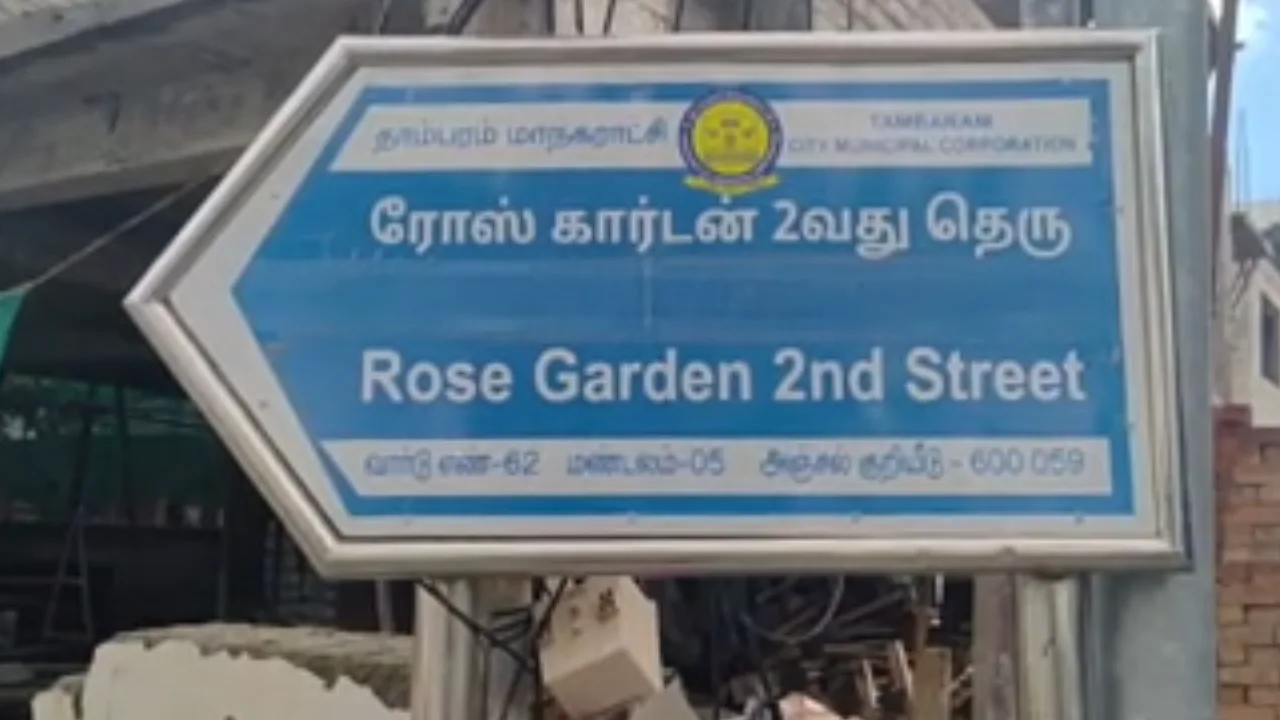 தாம்பரம் மாநகராட்சி
TAMBARAM
CITY MUNICIPAL CORPORATION
ரோஸ் கார்டன் 2வது தெரு
Rose Garden 2nd Street
வார்டு எண்-62 மண்டலம்-05 அஞ்சல் குறியீடு - 600 059